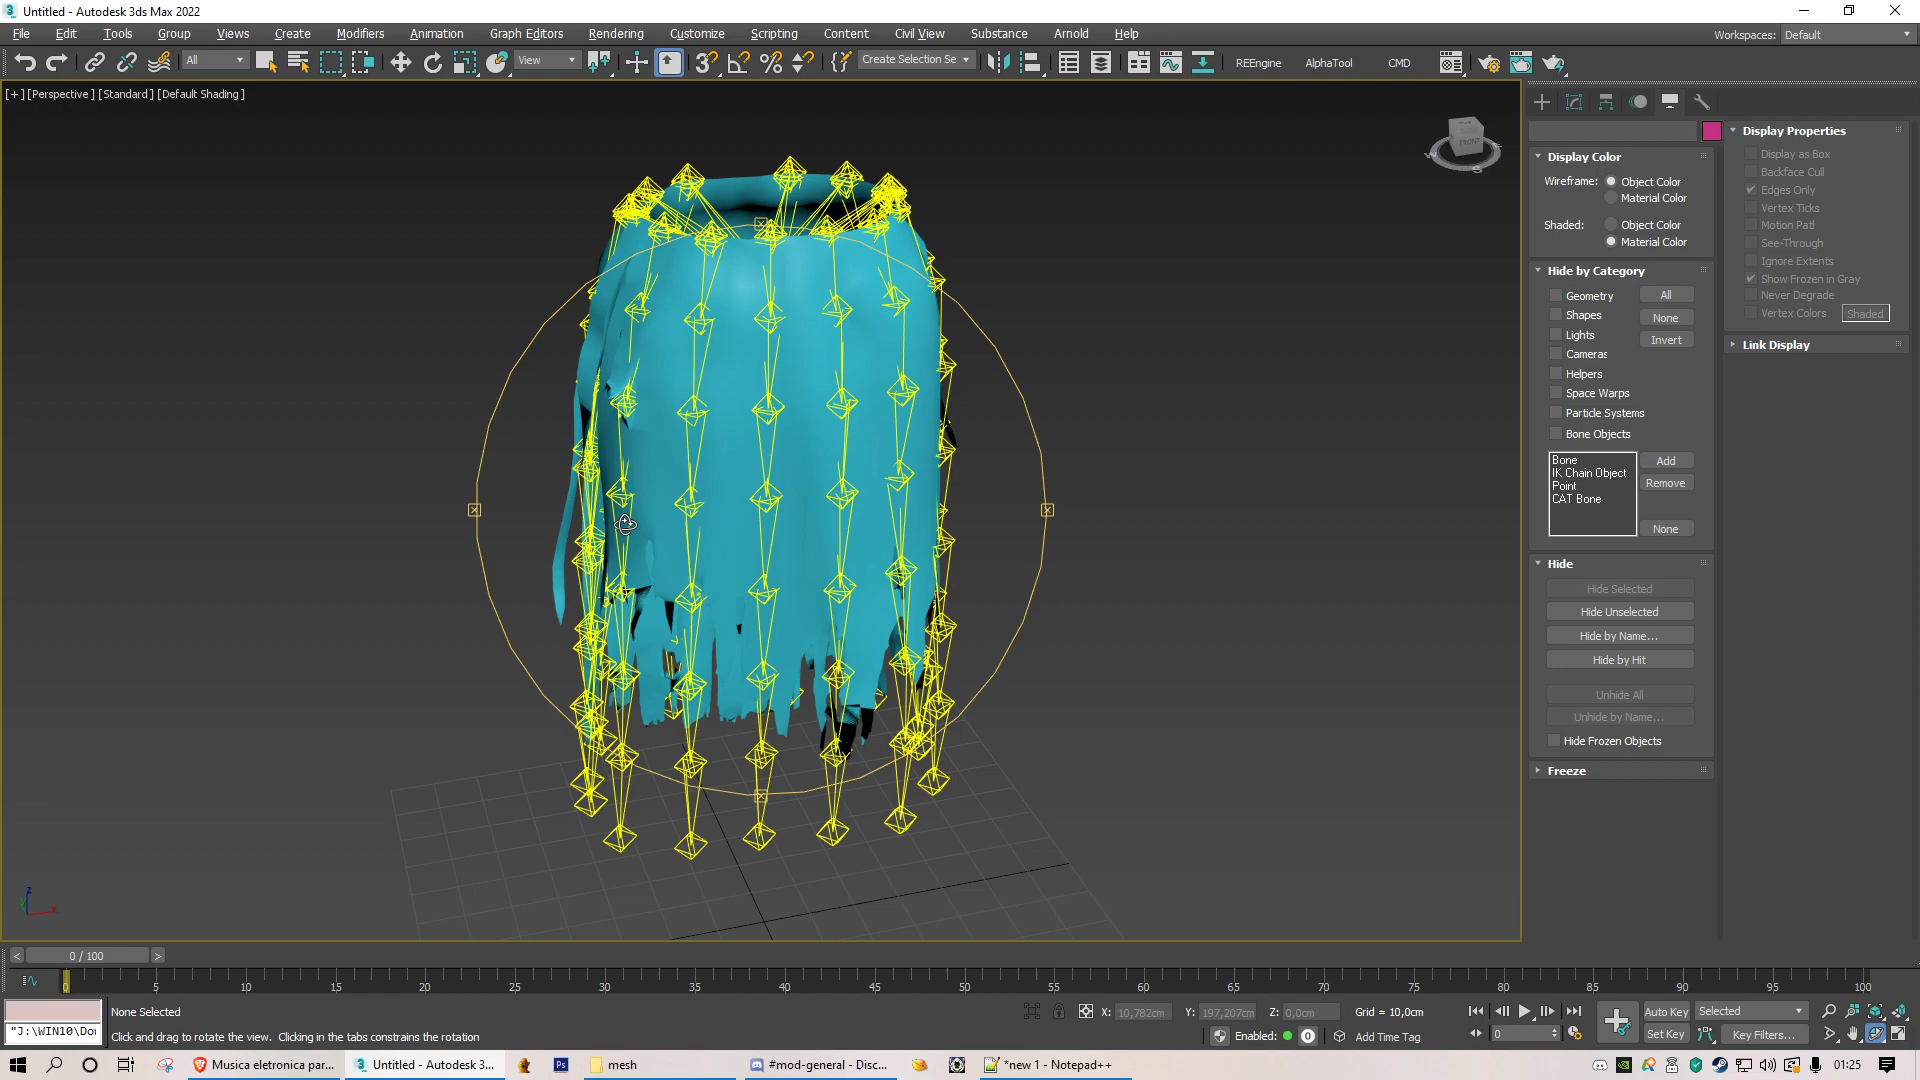 Untitled - Autodesk 3ds Max 2022
File Edit Tools Group Views Create Modifiers Animation Graph Editors Rendering Customize Scripting Content Civil View Substance Arnold Help
Workspaces: Default
All View Create Selection Se REEngine AlphaTool CMD
[+] [Perspective] [Standard] [Default Shading]
FRONT
W S
Display Color
Wireframe: Object Color
Material Color
Shaded: Object Color
Material Color
Hide by Category
Geometry All
Shapes None
Lights Invert
Cameras
Helpers
Space Warps
Particle Systems
Bone Objects
Bone Add
IK Chain Object Remove
Point
CAT Bone
None
Hide
Hide Selected
Hide Unselected
Hide by Name...
Hide by Hit
Unhide All
Unhide by Name...
Hide Frozen Objects
Freeze
Display Properties
Display as Box
Backface Cull
Edges Only
Vertex Ticks
Motion Path
See-Through
Ignore Extents
Show Frozen in Gray
Never Degrade
Vertex Colors Shaded
Link Display
z
x
< 0 / 100 >
0 5 10 15 20 25 30 35 40 45 50 55 60 65 70 75 80 85 90 95 100
None Selected
X: 10,782cm Y: 197,207cm Z: 0,0cm Grid = 10,0cm
Auto Key Selected
"J:\WIN10\Do
Click and drag to rotate the view. Clicking in the tabs constrains the rotation
Enabled: 0 Add Time Tag
0 Set Key Key Filters...
Musica eletronica par... Untitled - Autodesk 3... mesh #mod-general - Disc... *new 1 - Notepad++ 01:25